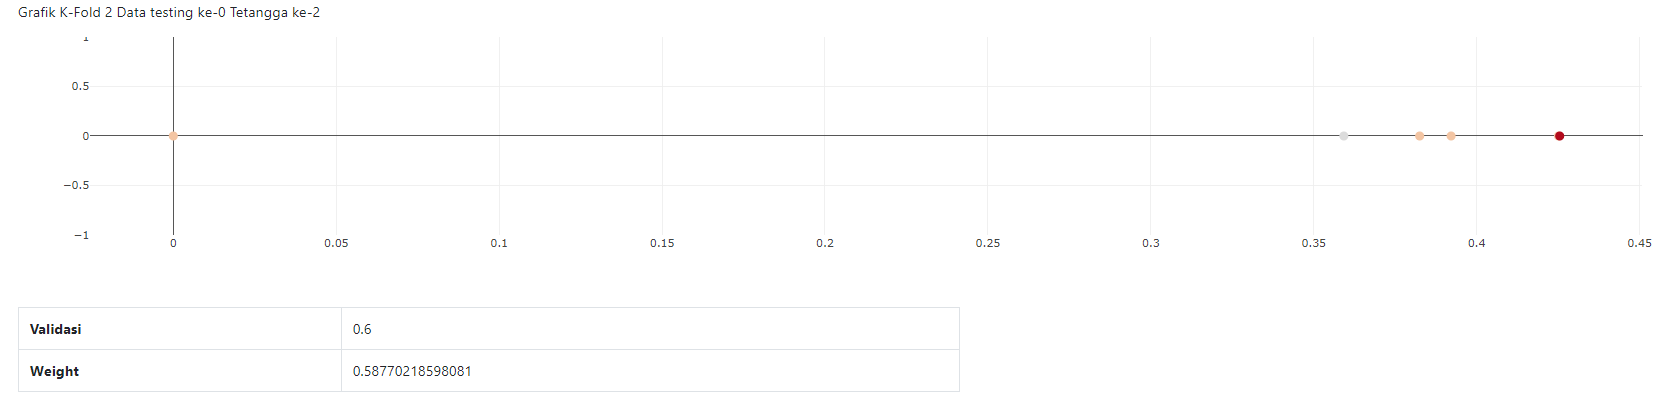 Grafik K-Fold 2 Data testing ke-0 Tetangga ke-2
1
0.5
0
−0.5
−1
0 0.05 0.1 0.15 0.2 0.25 0.3 0.35 0.4 0.45
Validasi 0.6
Weight 0.58770218598081